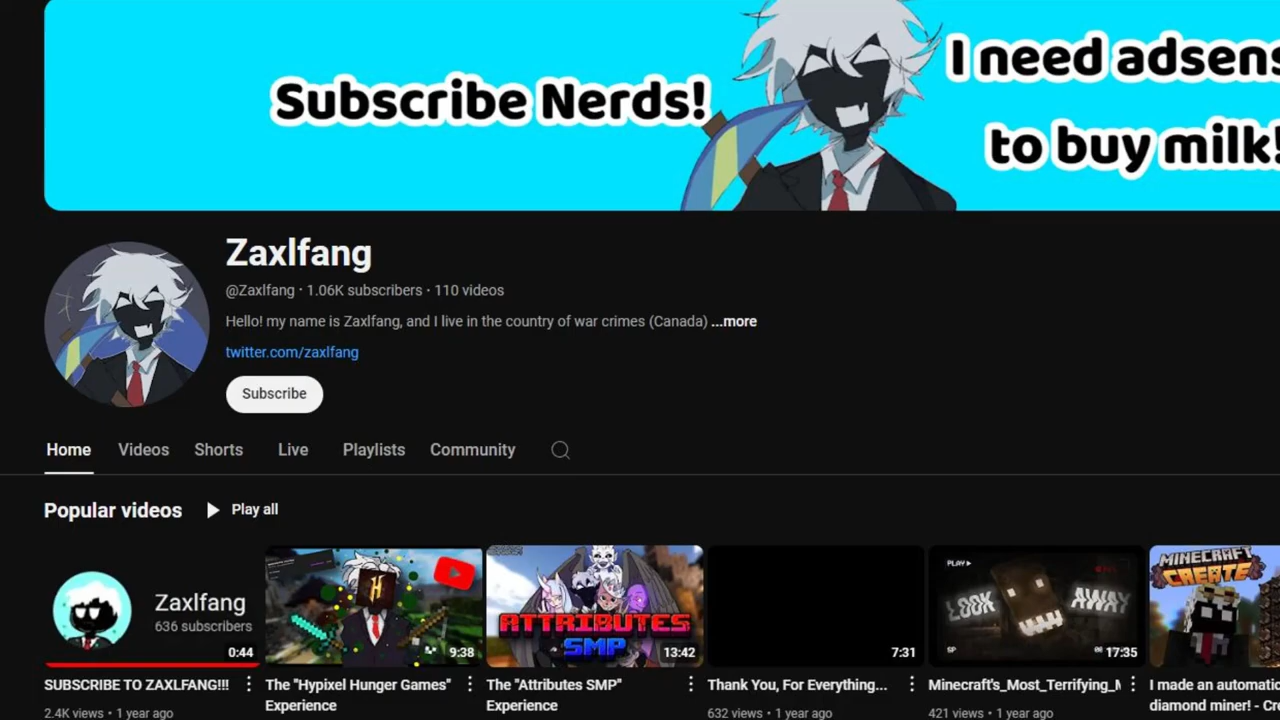 Subscribe Nerds!
I need adsens
to buy milk!
Zaxlfang
@Zaxlfang · 1.06K subscribers · 110 videos
Hello! my name is Zaxlfang, and I live in the country of war crimes (Canada) ...more
twitter.com/zaxlfang
Subscribe
Home Videos Shorts Live Playlists Community
Popular videos Play all
Zaxlfang
636 subscribers
0:44
9:38
ATTRIBUTES
SMP
13:42
7:31
PLAY
LOOK AWAY
SP
17:35
MINECRAFT
CREATE
SUBSCRIBE TO ZAXLFANG!!!
2.4K views • 1 year ago
The "Hypixel Hunger Games"
Experience
The "Attributes SMP"
Experience
Thank You, For Everything...
632 views • 1 year ago
Minecraft's_Most_Terrifying_M
421 views • 1 year ago
I made an automatic
diamond miner! - Cre